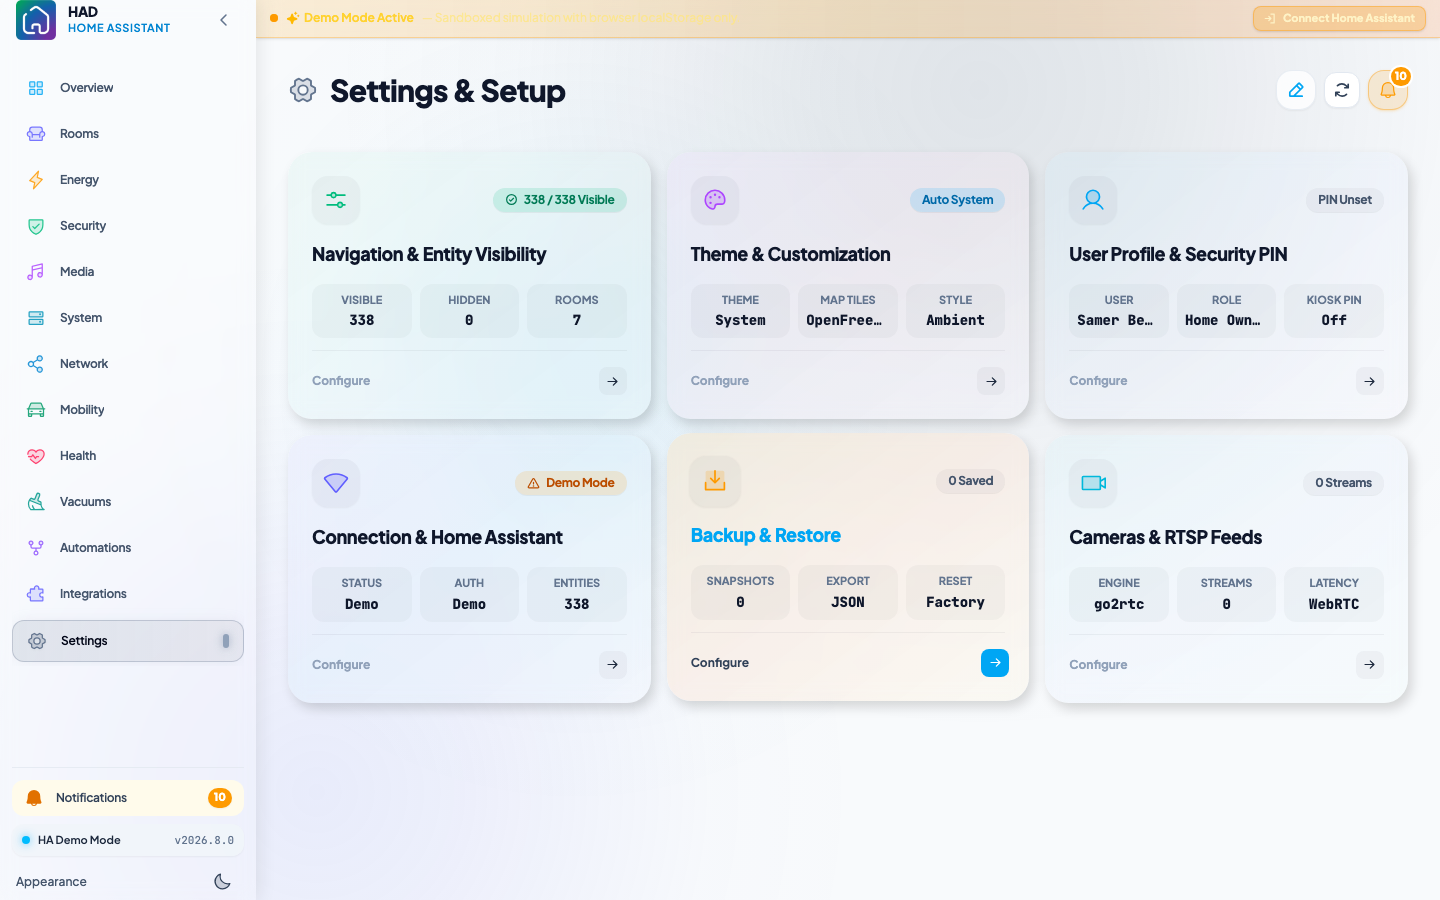 HAD
HOME ASSISTANT
Overview
Rooms
Energy
Security
Media
System
Network
Mobility
Health
Vacuums
Automations
Integrations
Settings
Notifications
10
HA Demo Mode
v2026.8.0
Appearance
Demo Mode Active
Connect Home Assistant
Settings & Setup
10
338 / 338 Visible
Navigation & Entity Visibility
VISIBLE
338
HIDDEN
0
ROOMS
7
Configure
Auto System
Theme & Customization
THEME
System
MAP TILES
OpenFree…
STYLE
Ambient
Configure
PIN Unset
User Profile & Security PIN
USER
Samer Be…
ROLE
Home Own…
KIOSK PIN
Off
Configure
Demo Mode
Connection & Home Assistant
STATUS
Demo
AUTH
Demo
ENTITIES
338
Configure
0 Saved
Backup & Restore
SNAPSHOTS
0
EXPORT
JSON
RESET
Factory
Configure
0 Streams
Cameras & RTSP Feeds
ENGINE
go2rtc
STREAMS
0
LATENCY
WebRTC
Configure